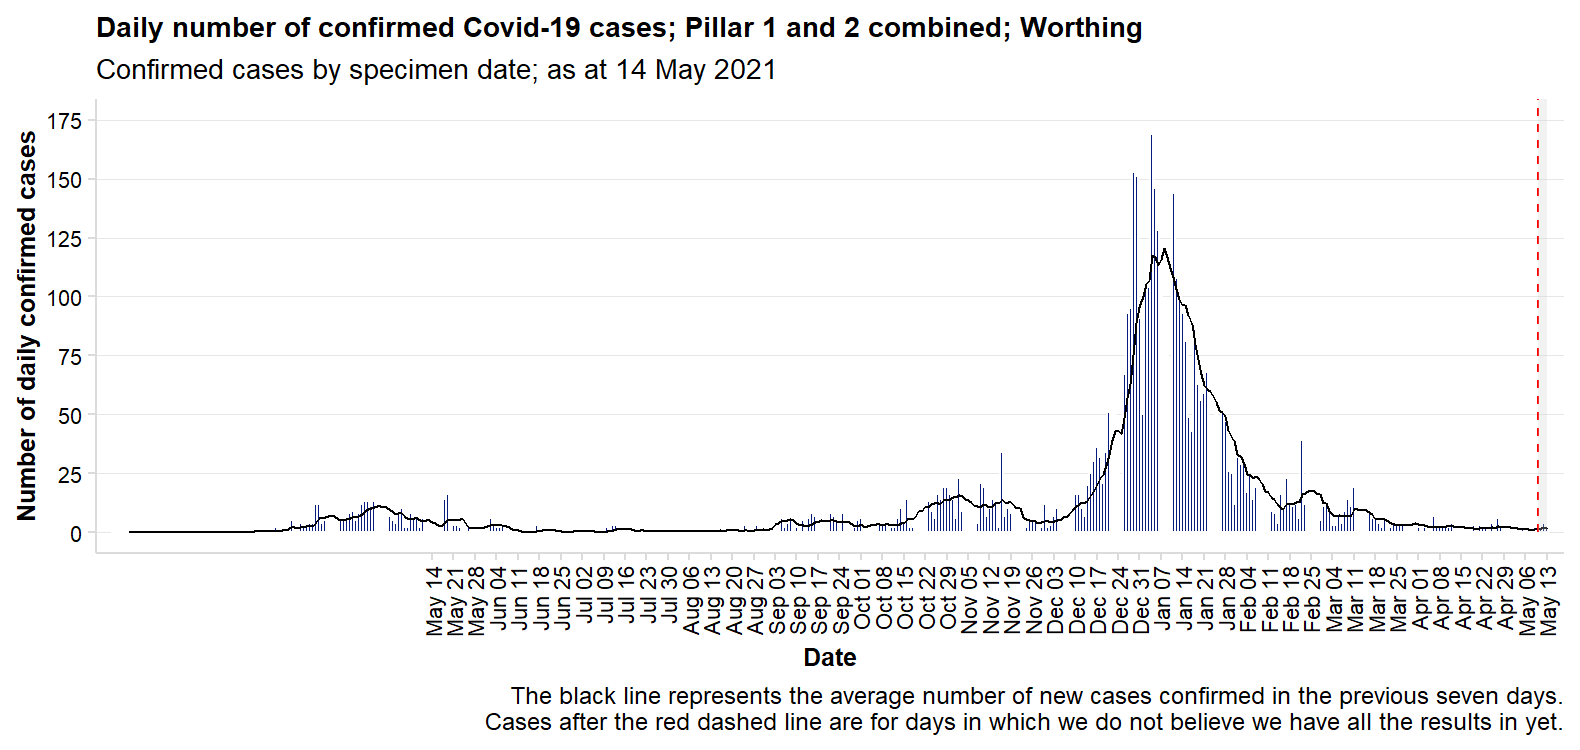 Daily number of confirmed Covid-19 cases; Pillar 1 and 2 combined; Worthing
Confirmed cases by specimen date; as at 14 May 2021
Number of daily confirmed cases
175
150
125
100
75
50
25
0
May 14
May 21
May 28
Jun 04
Jun 11
Jun 18
Jun 25
Jul 02
Jul 09
Jul 16
Jul 23
Jul 30
Aug 06
Aug 13
Aug 20
Aug 27
Sep 03
Sep 10
Sep 17
Sep 24
Oct 01
Oct 08
Oct 15
Oct 22
Oct 29
Nov 05
Nov 12
Nov 19
Nov 26
Dec 03
Dec 10
Dec 17
Dec 24
Dec 31
Jan 07
Jan 14
Jan 21
Jan 28
Feb 04
Feb 11
Feb 18
Feb 25
Mar 04
Mar 11
Mar 18
Mar 25
Apr 01
Apr 08
Apr 15
Apr 22
Apr 29
May 06
May 13
Date
The black line represents the average number of new cases confirmed in the previous seven days.
Cases after the red dashed line are for days in which we do not believe we have all the results in yet.